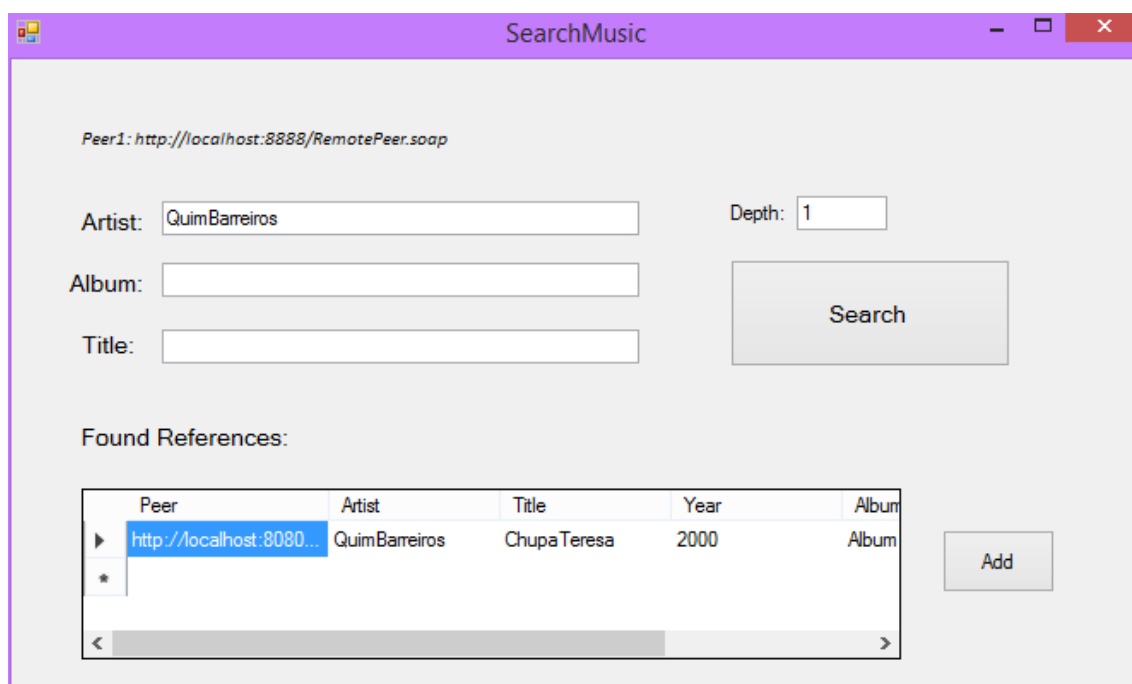 SearchMusic
Peer1: http://localhost:8888/RemotePeer.soap
Artist: QuimBarreiros Depth: 1
Album:
Search
Title:
Found References:
Peer Artist Title Year Album
http://localhost:8080... QuimBarreiros ChupaTeresa 2000 Album
Add